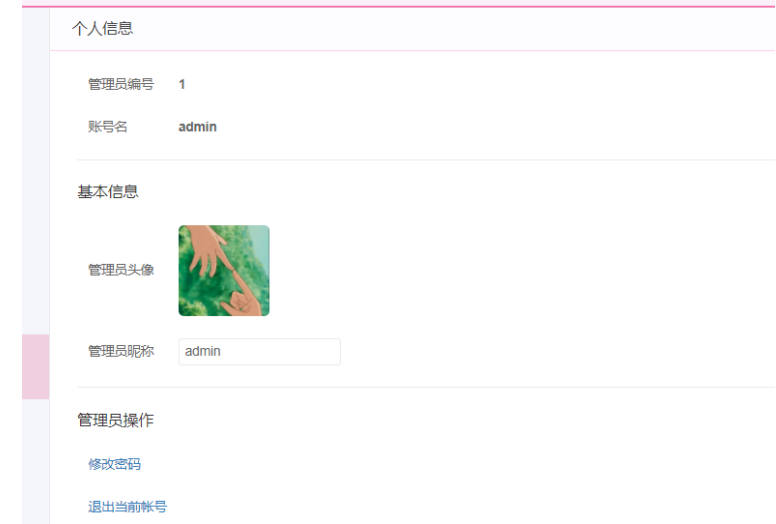 个人信息
管理员编号 1
账号名 admin
基本信息
管理员头像
管理员昵称 admin
管理员操作
修改密码
退出当前帐号